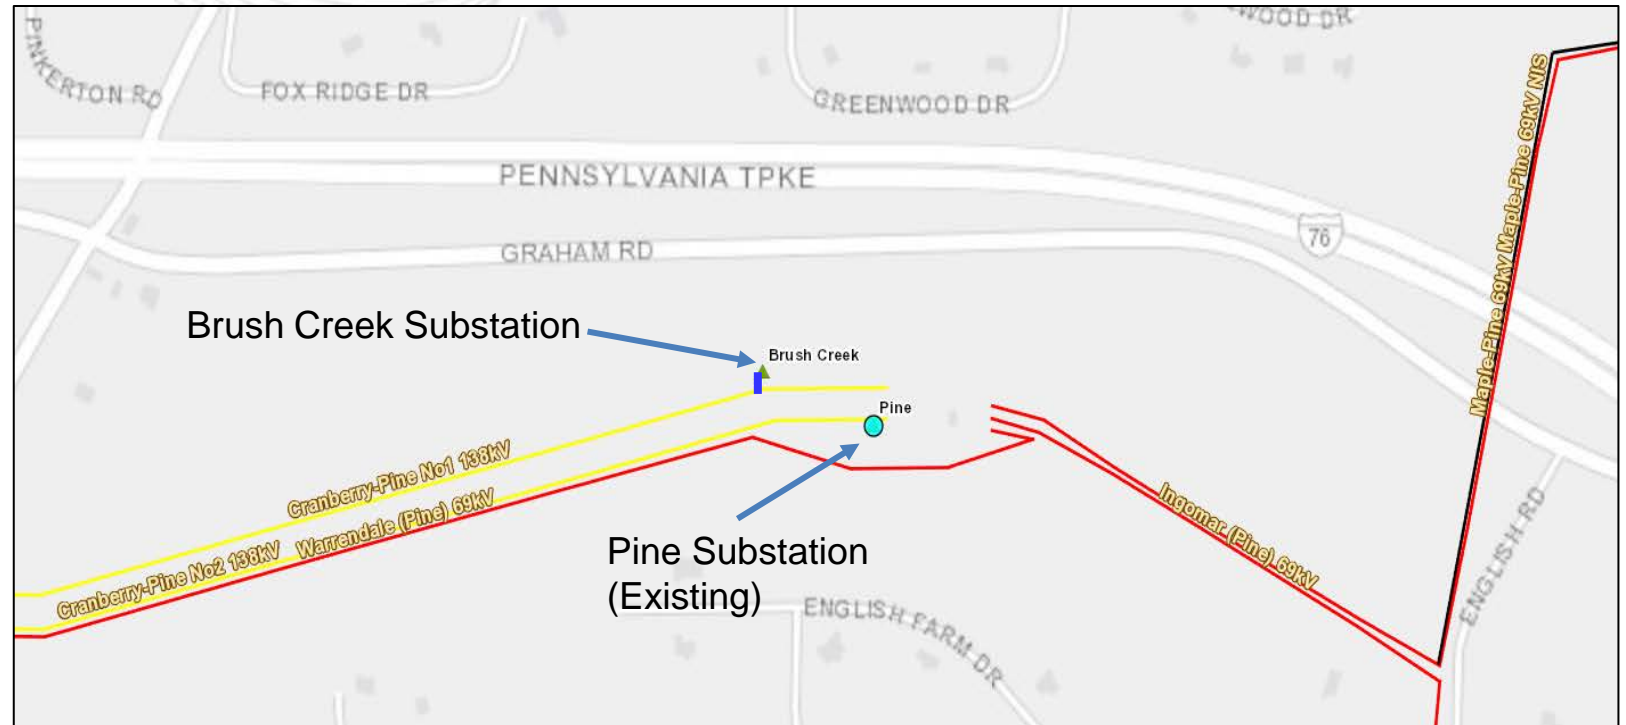 WOOD DR
PINKERTON RD
FOX RIDGE DR
GREENWOOD DR
PENNSYLVANIA TPKE
76
GRAHAM RD
Maple-Pine 69kV Maple-Pine 69kV NIS
Brush Creek Substation
Brush Creek
Pine
Cranberry-Pine No1 138kV
Cranberry-Pine No2 138kV Warrendale (Pine) 69kV
Ingomar (Pine) 69kV
Pine Substation
(Existing)
ENGLISH RD
ENGLISH FARM DR